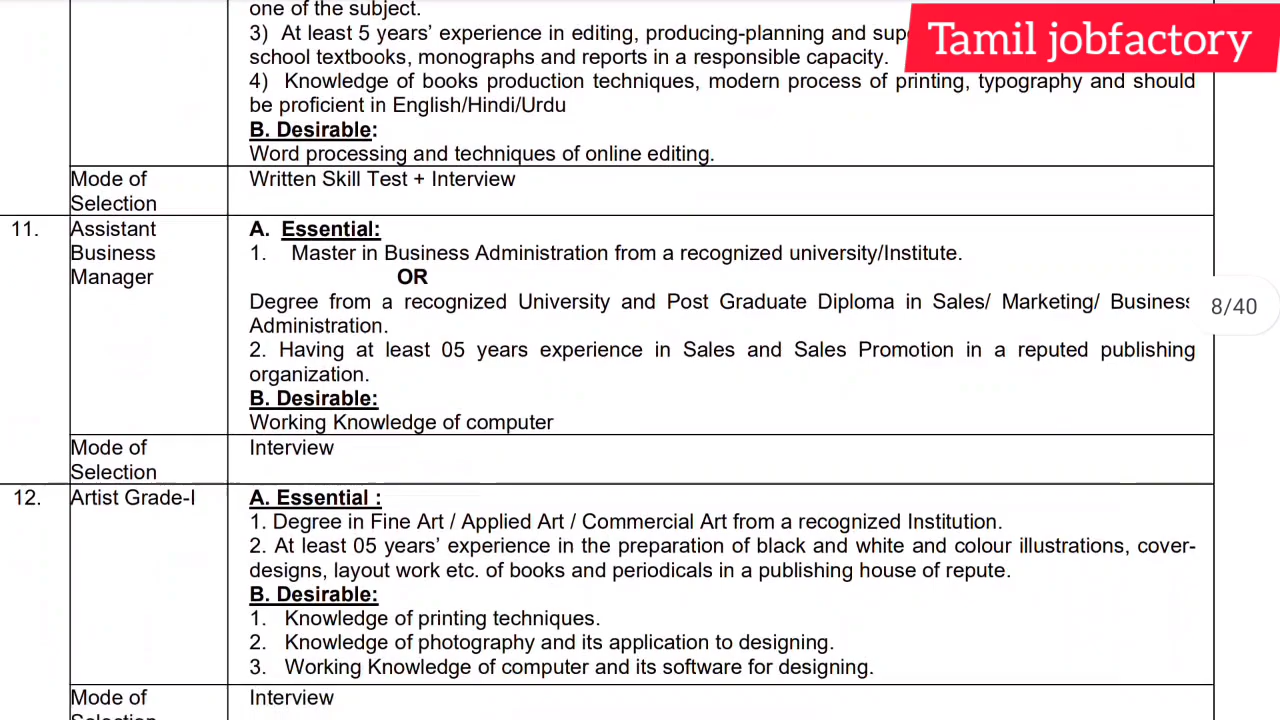 one of the subject.
3) At least 5 years’ experience in editing, producing-planning and
school textbooks, monographs and reports in a responsible capacity.
Tamil jobfactory
4) Knowledge of books production techniques, modern process of printing, typography and should
be proficient in English/Hindi/Urdu
B. Desirable:
Word processing and techniques of online editing.
Mode of
Selection
Written Skill Test + Interview
11.
Assistant
Business
Manager
A. Essential:
1. Master in Business Administration from a recognized university/Institute.
OR
Degree from a recognized University and Post Graduate Diploma in Sales/ Marketing/ Business
Administration.
8/40
2. Having at least 05 years experience in Sales and Sales Promotion in a reputed publishing
organization.
B. Desirable:
Working Knowledge of computer
Mode of
Selection
Interview
12.
Artist Grade-I
A. Essential :
1. Degree in Fine Art / Applied Art / Commercial Art from a recognized Institution.
2. At least 05 years’ experience in the preparation of black and white and colour illustrations, cover-
designs, layout work etc. of books and periodicals in a publishing house of repute.
B. Desirable:
1. Knowledge of printing techniques.
2. Knowledge of photography and its application to designing.
3. Working Knowledge of computer and its software for designing.
Mode of
Interview